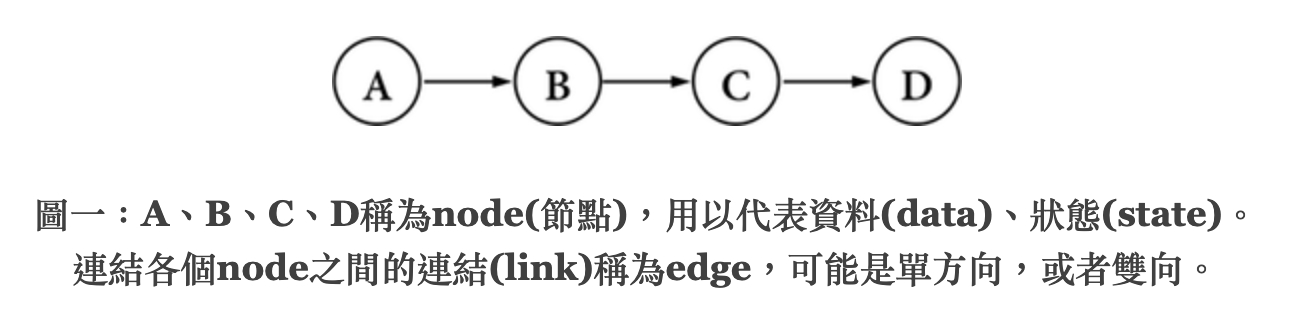 A B C D
圖一：A、B、C、D稱為node(節點)，用以代表資料(data)、狀態(state)。
連結各個node之間的連結(link)稱為edge，可能是單方向，或者雙向。